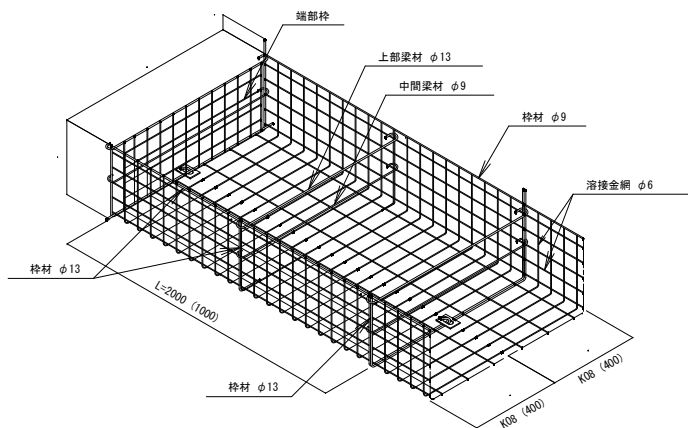 端部枠
上部梁材 φ13
中間梁材 φ9
枠材 φ9
溶接金網 φ6
枠材 φ13
L=2000 (1000)
枠材 φ13
K08 (400)
K08 (400)